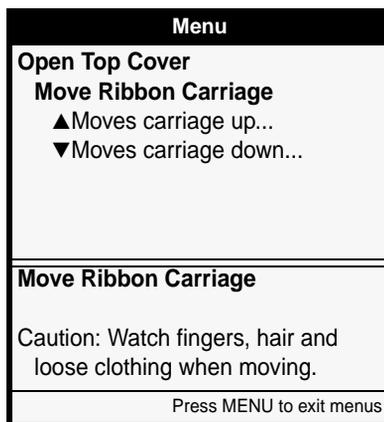 Menu
Open Top Cover
Move Ribbon Carriage
▲Moves carriage up...
▼Moves carriage down...
Move Ribbon Carriage
Caution: Watch fingers, hair and
loose clothing when moving.
Press MENU to exit menus